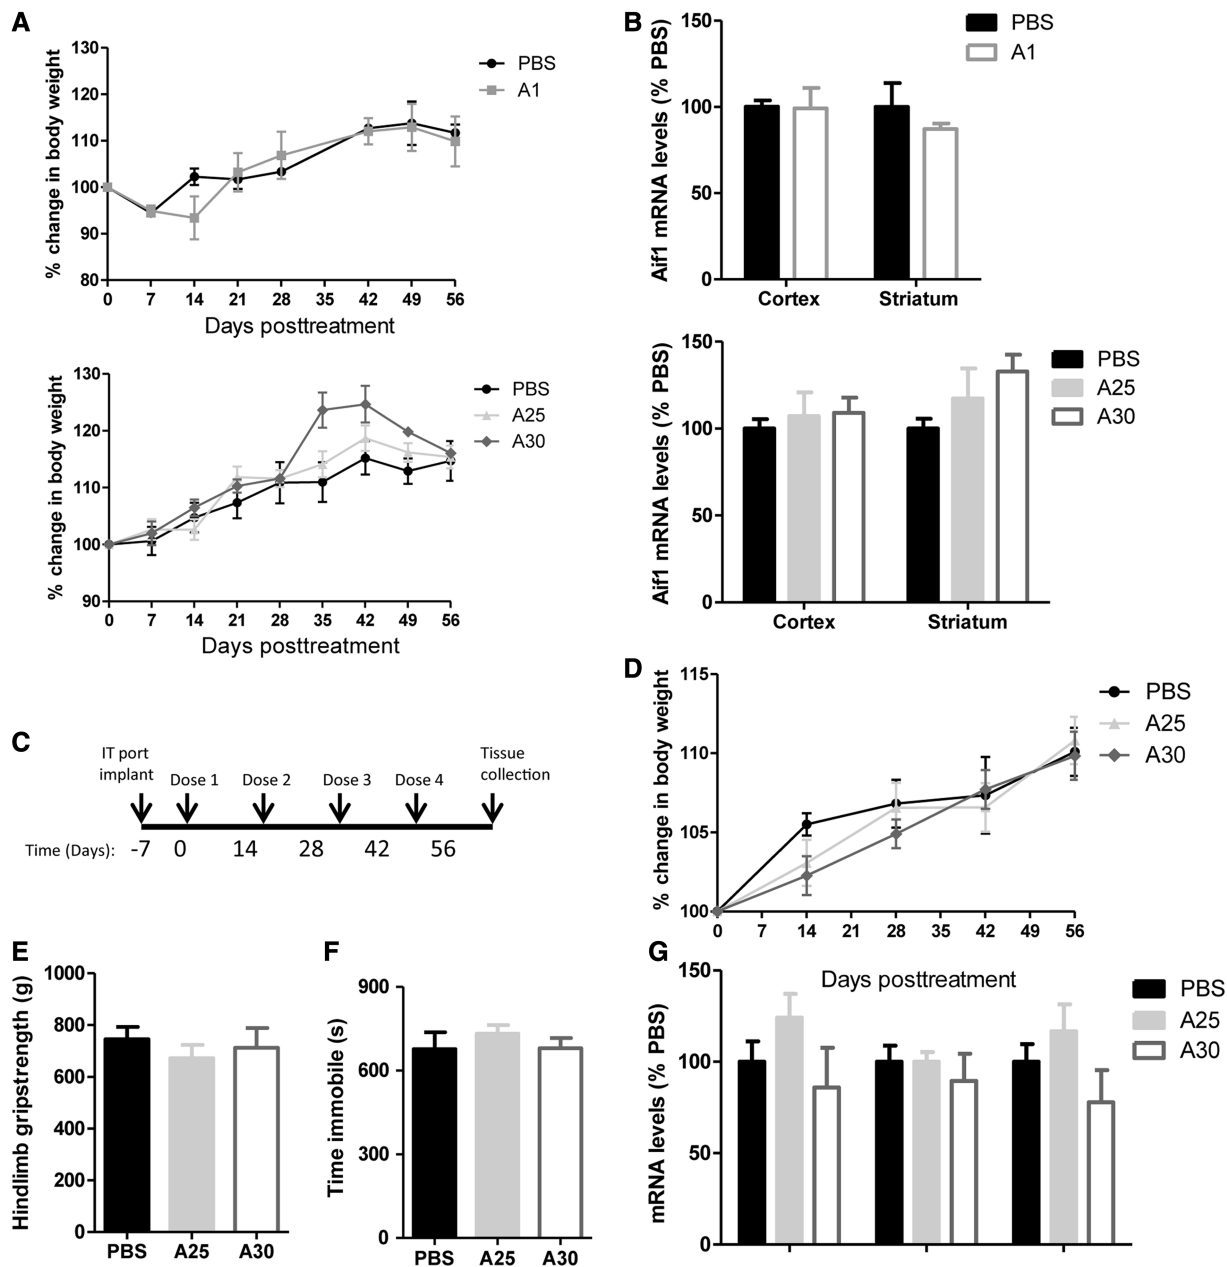 A
% change in body weight
130
120
110
100
90
80
0 7 14 21 28 35 42 49 56
Days posttreatment
PBS
A1
% change in body weight
130
120
110
100
90
0 7 14 21 28 35 42 49 56
Days posttreatment
PBS
A25
A30
B
Aif1 mRNA levels (% PBS)
150
100
50
0
Cortex Striatum
PBS
A1
Aif1 mRNA levels (% PBS)
150
100
50
0
Cortex Striatum
PBS
A25
A30
C
IT port
implant
Dose 1 Dose 2 Dose 3 Dose 4
Tissue
collection
Time (Days): -7 0 14 28 42 56
D
% change in body weight
115
110
105
100
0 7 14 21 28 35 42 49 56
Days posttreatment
PBS
A25
A30
E
Hindlimb gripstrength (g)
1000
800
600
400
200
0
PBS A25 A30
F
Time immobile (s)
900
600
300
0
PBS A25 A30
G
mRNA levels (% PBS)
150
100
50
0
PBS
A25
A30